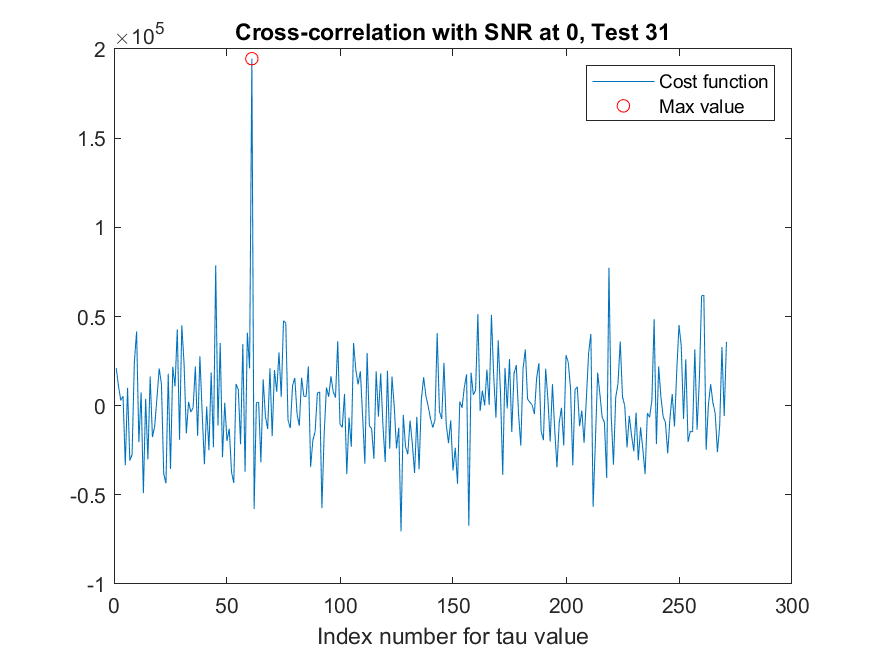 Cross-correlation with SNR at 0, Test 31
×10^5
2
1.5
1
0.5
0
-0.5
-1
0 50 100 150 200 250 300
Index number for tau value
Cost function
Max value